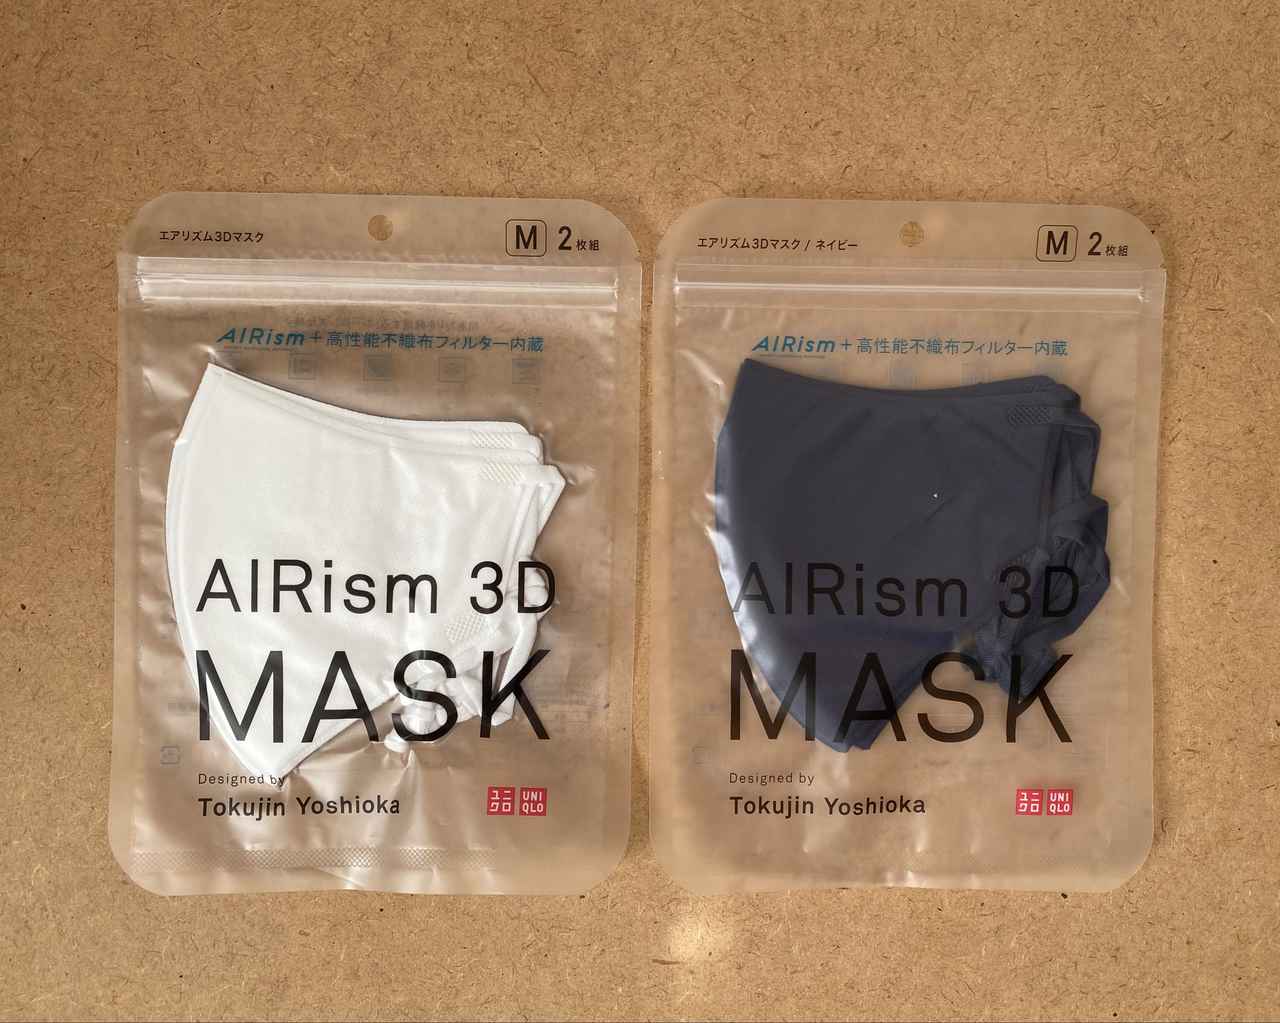 エアリズム3Dマスク
M 2枚組
AIRism+高性能不織布フィルター内蔵
AIRism 3D
MASK
Designed by
Tokujin Yoshioka
ユニクロ
UNIQLO
エアリズム3Dマスク / ネイビー
M 2枚組
AIRism+高性能不織布フィルター内蔵
AIRism 3D
MASK
Designed by
Tokujin Yoshioka
ユニクロ
UNIQLO